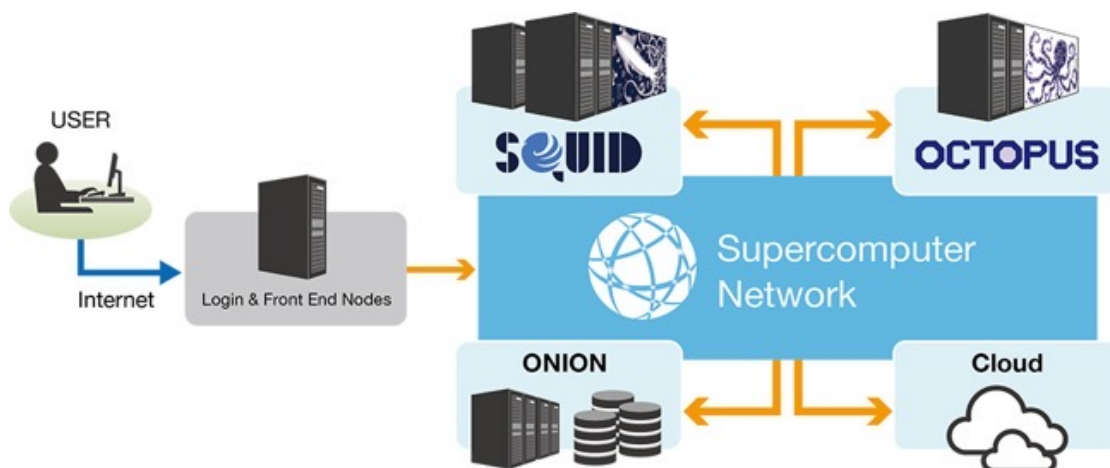 USER
Internet
Login & Front End Nodes
SQUID
OCTOPUS
Supercomputer
Network
ONION
Cloud